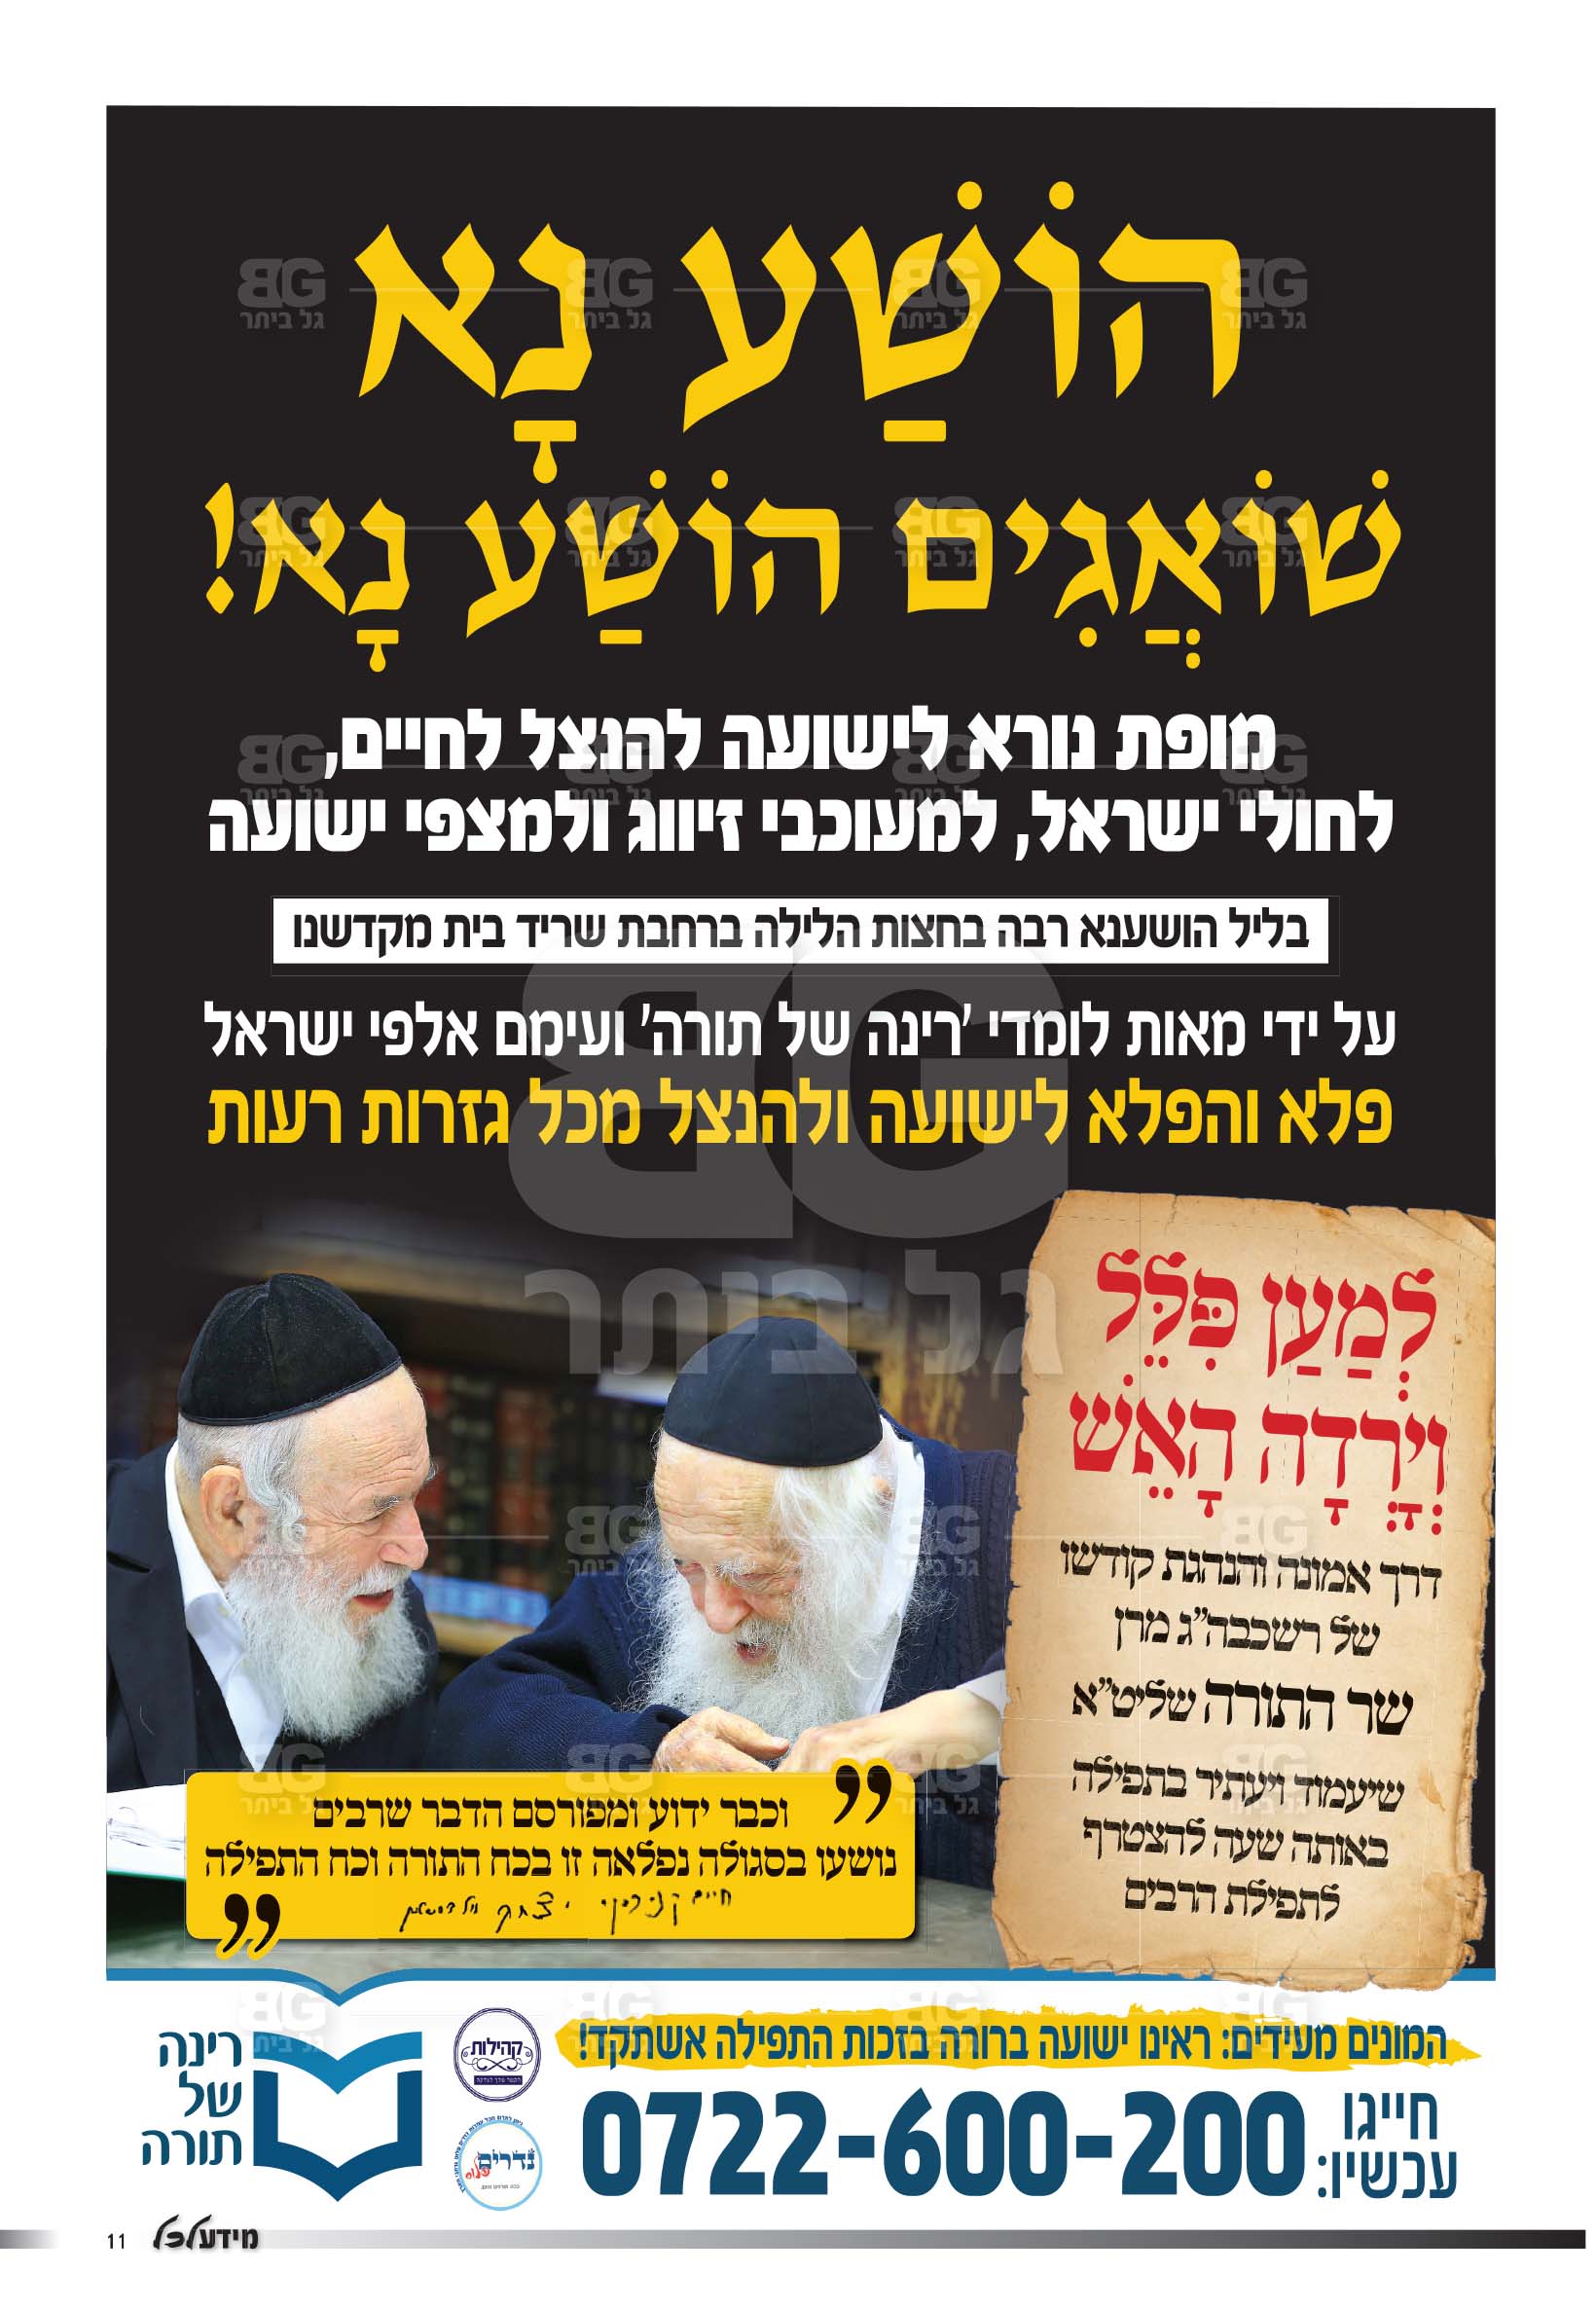 הוֹשַׁע נָא
שׁוֹאֲגִים הוֹשַׁע נָא!
מופת נורא לישועה להנצל לחיים,
לחולי ישראל, למעוכבי זיווג ולמצפי ישועה
בליל הושענא רבה בחצות הלילה ברחבת שריד בית מקדשנו
על ידי מאות לומדי 'רינה של תורה' ועימם אלפי ישראל
פלא והפלא לישועה ולהנצל מכל גזרות רעות
לְמַעַן פִּלֵּל
וְיָרְדָה הָאֵשׁ
דרך אמונה והנהגת קודשו
של רשכבה"ג מרן
שר התורה שליט"א
שיעמוד ויעתיר בתפילה
באותה שעה להצטרף
לתפילת הרבים
"
וכבר ידוע ומפורסם הדבר שרבים
נושעו בסגולה נפלאה זו בכח התורה וכח התפילה
חיים קניבסקי
"
המונים מעידים: ראינו ישועה ברורה בזכות התפילה אשתקד!
חייגו
עכשיו:
0722-600-200
קהילות
נדרים
פלוס
רינה
של
תורה
מידע לכל
11
BG
גל ביתר